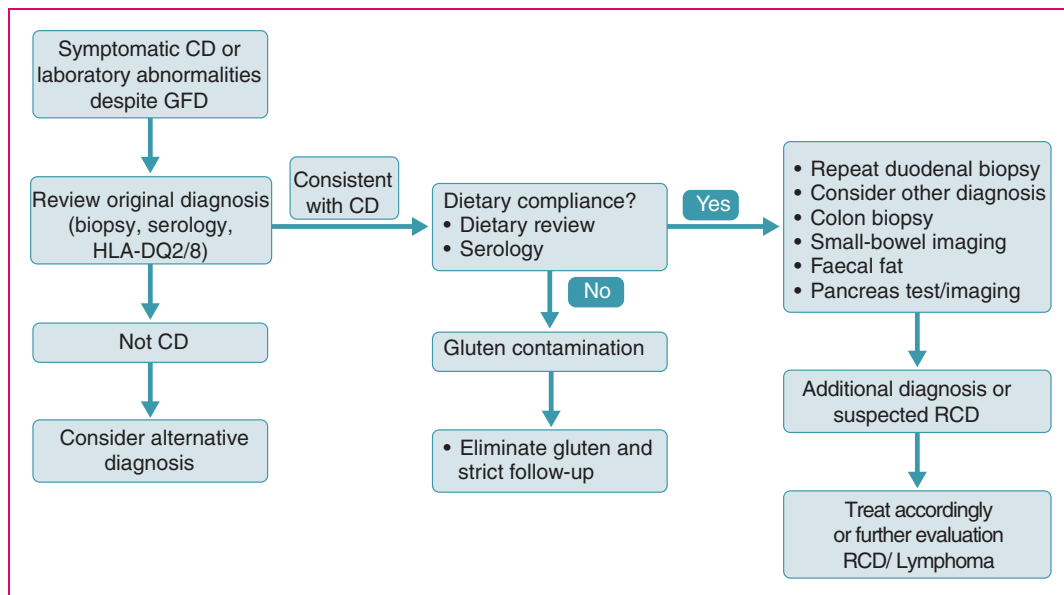 Symptomatic CD or
laboratory abnormalities
despite GFD
Review original diagnosis
(biopsy, serology,
HLA-DQ2/8)
Not CD
Consider alternative
diagnosis
Consistent
with CD
Dietary compliance?
• Dietary review
• Serology
No
Gluten contamination
• Eliminate gluten and
strict follow-up
Yes
• Repeat duodenal biopsy
• Consider other diagnosis
• Colon biopsy
• Small-bowel imaging
• Faecal fat
• Pancreas test/imaging
Additional diagnosis or
suspected RCD
Treat accordingly
or further evaluation
RCD/ Lymphoma